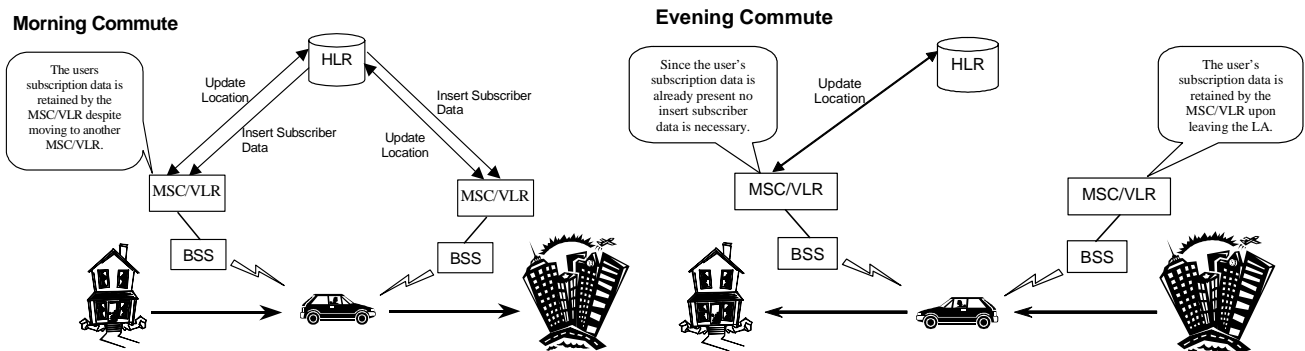 Morning Commute
HLR
The users
subscription data is
retained by the
MSC/VLR despite
moving to another
MSC/VLR.
Update
Location
Insert Subscriber
Data
Insert Subscriber
Data
Update
Location
MSC/VLR
MSC/VLR
BSS
BSS
Evening Commute
HLR
Since the user's
subscription data is
already present no
insert subscriber
data is necessary.
Update
Location
The user's
subscription data is
retained by the
MSC/VLR upon
leaving the LA.
MSC/VLR
MSC/VLR
BSS
BSS